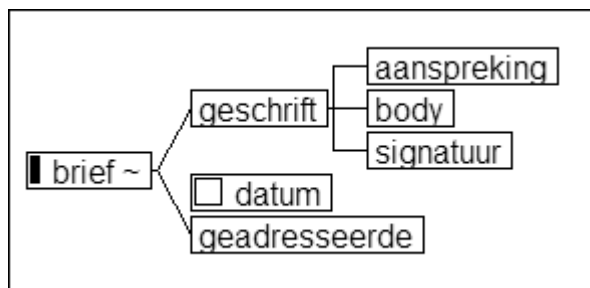 aanspreking
geschrift body
signatuur
brief ~
datum
geadresseerde